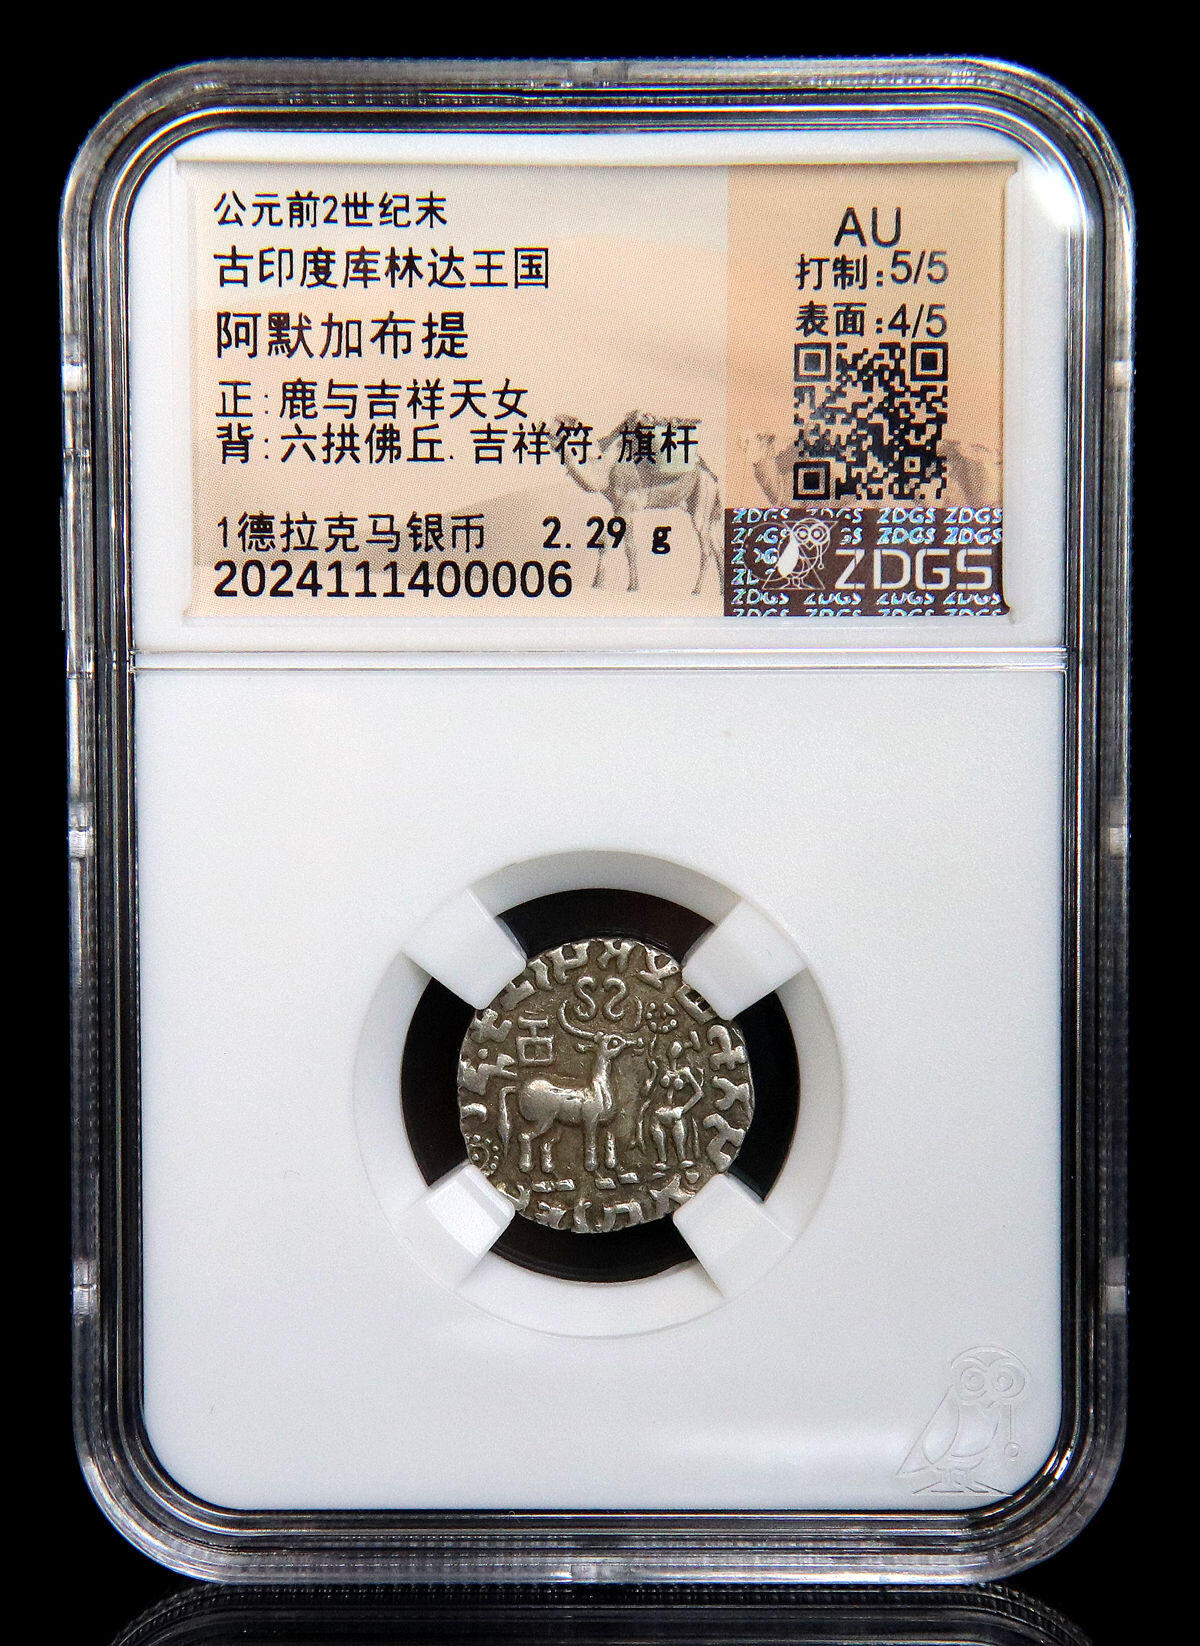 公元前2世纪末
古印度库林达王国
阿默加布提
正:鹿与吉祥天女
背:六拱佛丘.吉祥符.旗杆
1德拉克马银币 2.29 g
2024111400006
AU
打制:5/5
表面:4/5
ZDGS